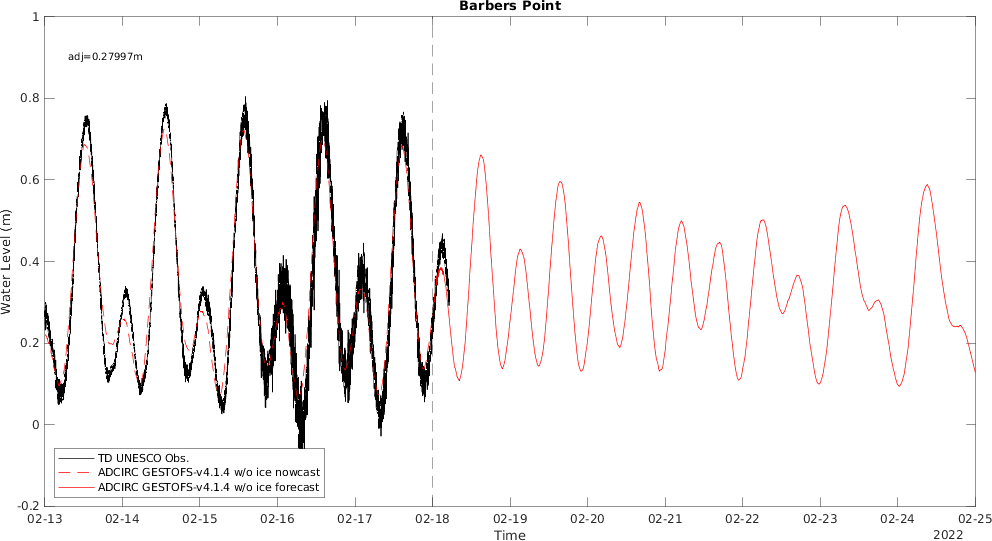 Barbers Point
adj=0.27997m
1
0.8
0.6
0.4
0.2
0
-0.2
Water Level (m)
TD UNESCO Obs.
ADCIRC GESTOFS-v4.1.4 w/o ice nowcast
ADCIRC GESTOFS-v4.1.4 w/o ice forecast
02-13 02-14 02-15 02-16 02-17 02-18 02-19 02-20 02-21 02-22 02-23 02-24 02-25
Time
2022